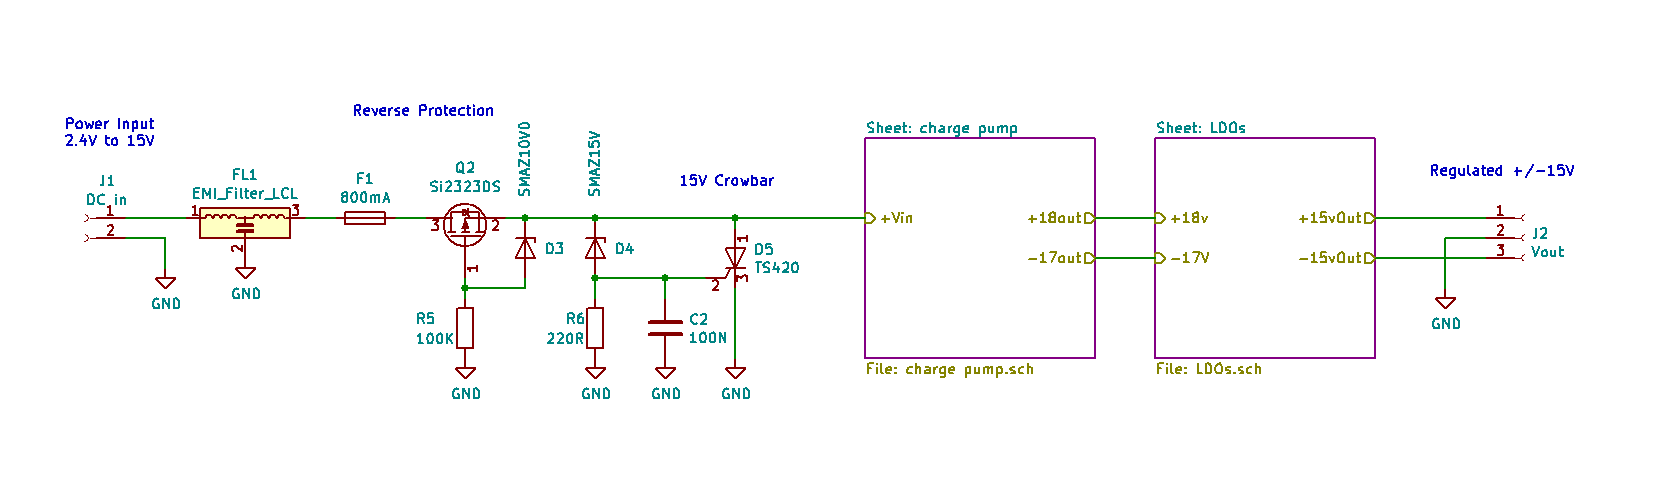 Power Input
2.4V to 15V
J1
DC_in
1
2
GND
FL1
EMI_Filter_LCL
1
3
2
GND
F1
800mA
Reverse Protection
Q2
Si2323DS
3
2
1
SMAZ10V0
D3
R5
100K
GND
SMAZ15V
D4
R6
220R
GND
C2
100N
GND
15V Crowbar
1
D5
TS420
3
2
GND
Sheet: charge pump
+Vin
+18out
-17out
File: charge pump.sch
Sheet: LDOs
+18v
-17V
+15vOut
-15vOut
File: LDOs.sch
Regulated +/-15V
1
2
3
J2
Vout
GND